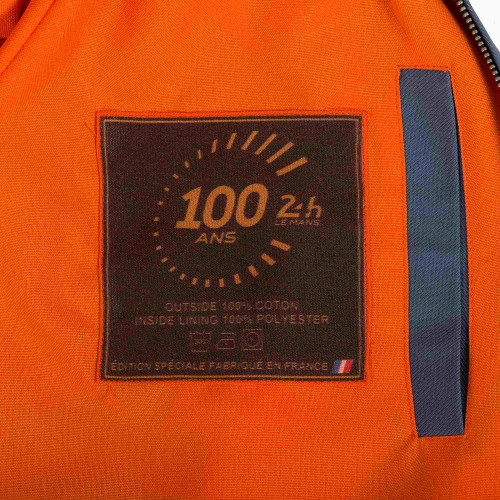 100 24h
ANS LE MANS
OUTSIDE 100% COTON
INSIDE LINING 100% POLYESTER
ÉDITION SPÉCIALE FABRIQUÉ EN FRANCE